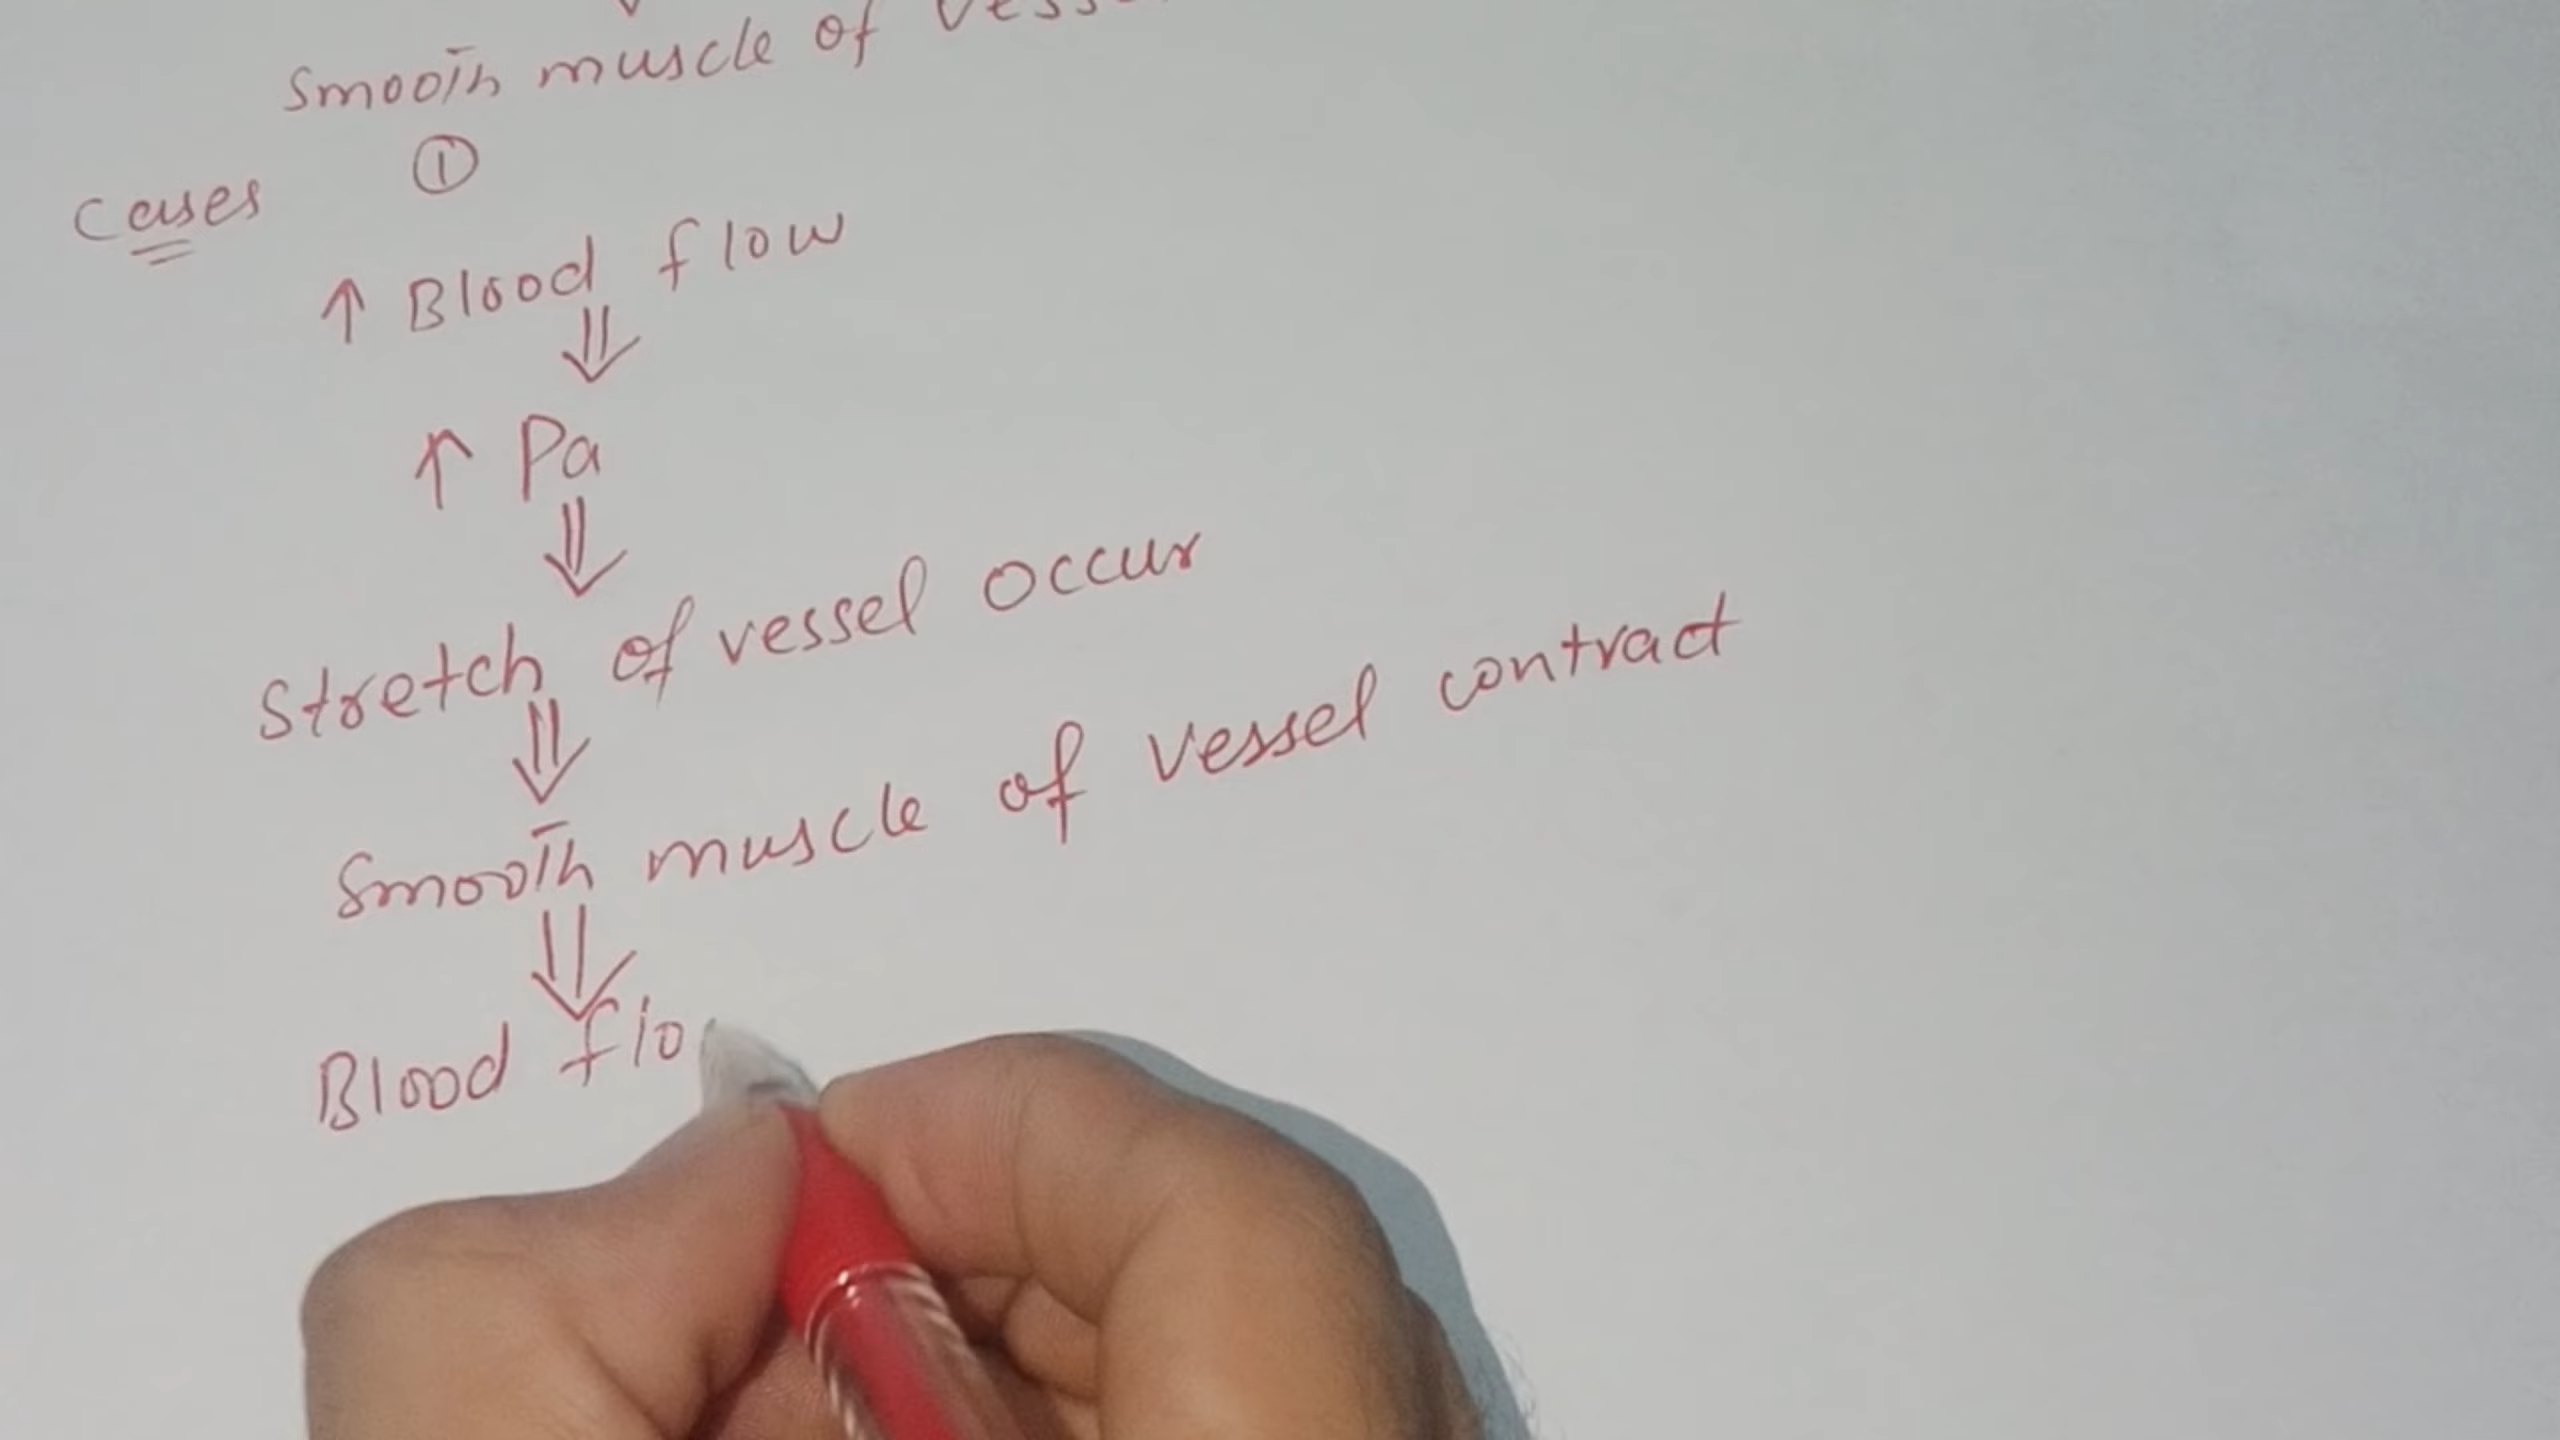 Smooth muscle of
①
Cases
↑ Blood flow
⇓
↑ Pa
⇓
Stretch of vessel occur
⇓
Smooth muscle of vessel contract
⇓
Blood flo